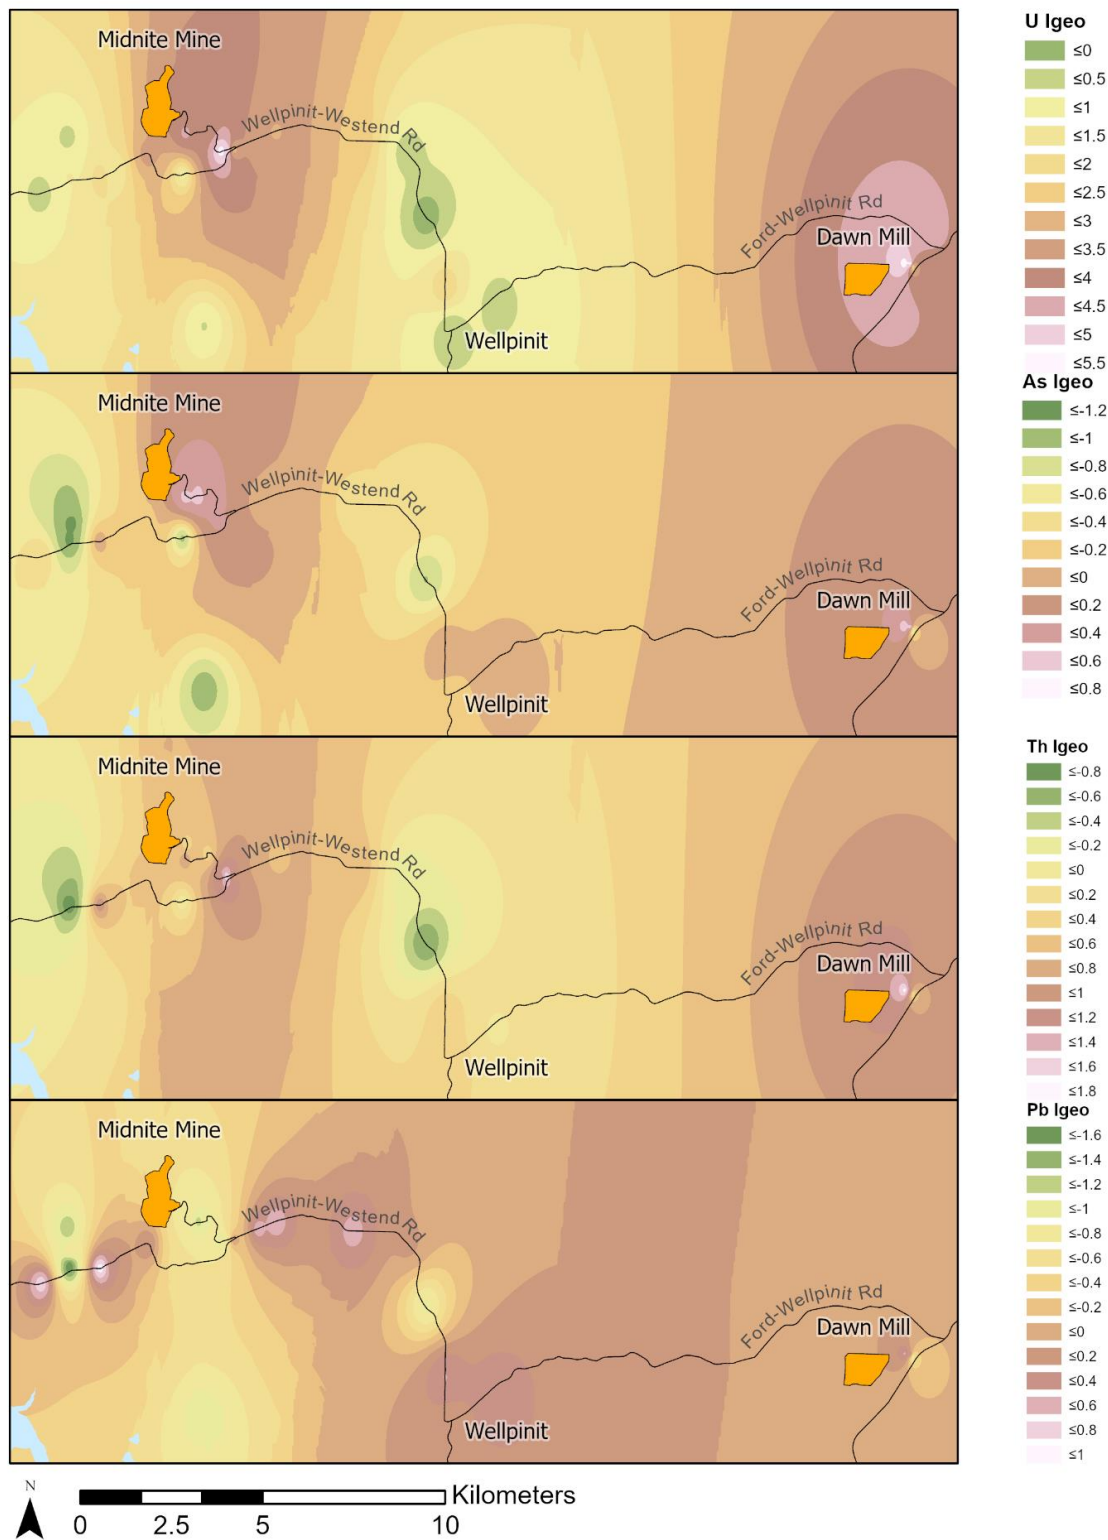 Midnite Mine
Wellpinit-Westend Rd
Ford-Wellpinit Rd
Dawn Mill
Wellpinit
U Igeo
≤0
≤0.5
≤1
≤1.5
≤2
≤2.5
≤3
≤3.5
≤4
≤4.5
≤5
≤5.5
Midnite Mine
Wellpinit-Westend Rd
Ford-Wellpinit Rd
Dawn Mill
Wellpinit
As Igeo
≤-1.2
≤-1
≤-0.8
≤-0.6
≤-0.4
≤-0.2
≤0
≤0.2
≤0.4
≤0.6
≤0.8
Midnite Mine
Wellpinit-Westend Rd
Ford-Wellpinit Rd
Dawn Mill
Wellpinit
Th Igeo
≤-0.8
≤-0.6
≤-0.4
≤-0.2
≤0
≤0.2
≤0.4
≤0.6
≤0.8
≤1
≤1.2
≤1.4
≤1.6
≤1.8
Midnite Mine
Wellpinit-Westend Rd
Ford-Wellpinit Rd
Dawn Mill
Wellpinit
Pb Igeo
≤-1.6
≤-1.4
≤-1.2
≤-1
≤-0.8
≤-0.6
≤-0.4
≤-0.2
≤0
≤0.2
≤0.4
≤0.6
≤0.8
≤1
N
Kilometers
0 2.5 5 10